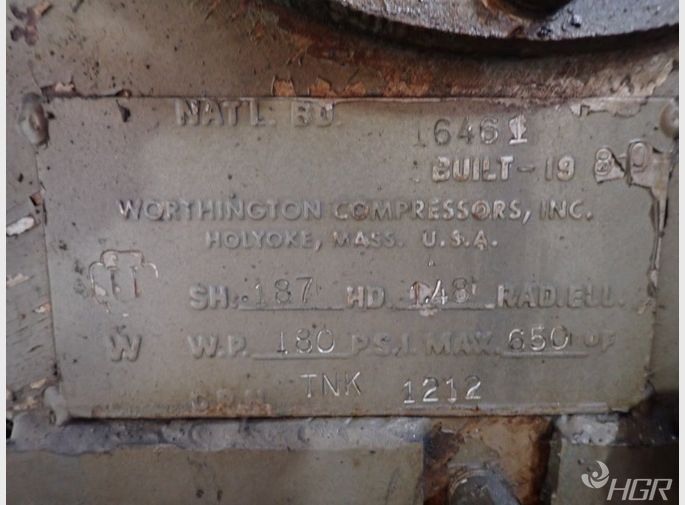 NAT'L. BD. 16461
BUILT-19 80
WORTHINGTON COMPRESSORS, INC.
HOLYOKE, MASS. U.S.A.
U
SH. .187 HD. .148 RAD. ELL.
W W.P. 180 P.S.I. MAX. 650 °F
C.R.N. TNK 1212
HGR